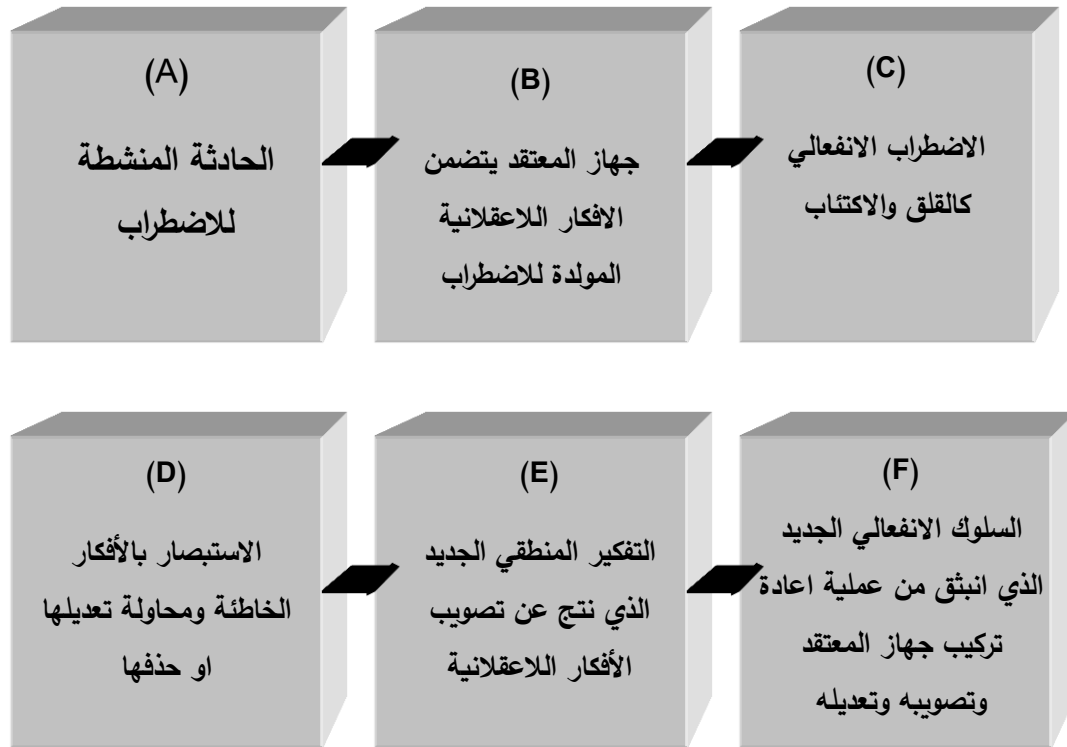 (A)
الحادثة المنشطة
للاضطراب
(B)
جهاز المعتقد يتضمن
الافكار اللاعقلانية
المولدة للاضطراب
(C)
الاضطراب الانفعالي
كالقلق والاكتئاب
(D)
الاستبصار بالأفكار
الخاطئة ومحاولة تعديلها
او حذفها
(E)
التفكير المنطقي الجديد
الذي نتج عن تصويب
الأفكار اللاعقلانية
(F)
السلوك الانفعالي الجديد
الذي انبثق من عملية اعادة
تركيب جهاز المعتقد
وتصويبه وتعديله